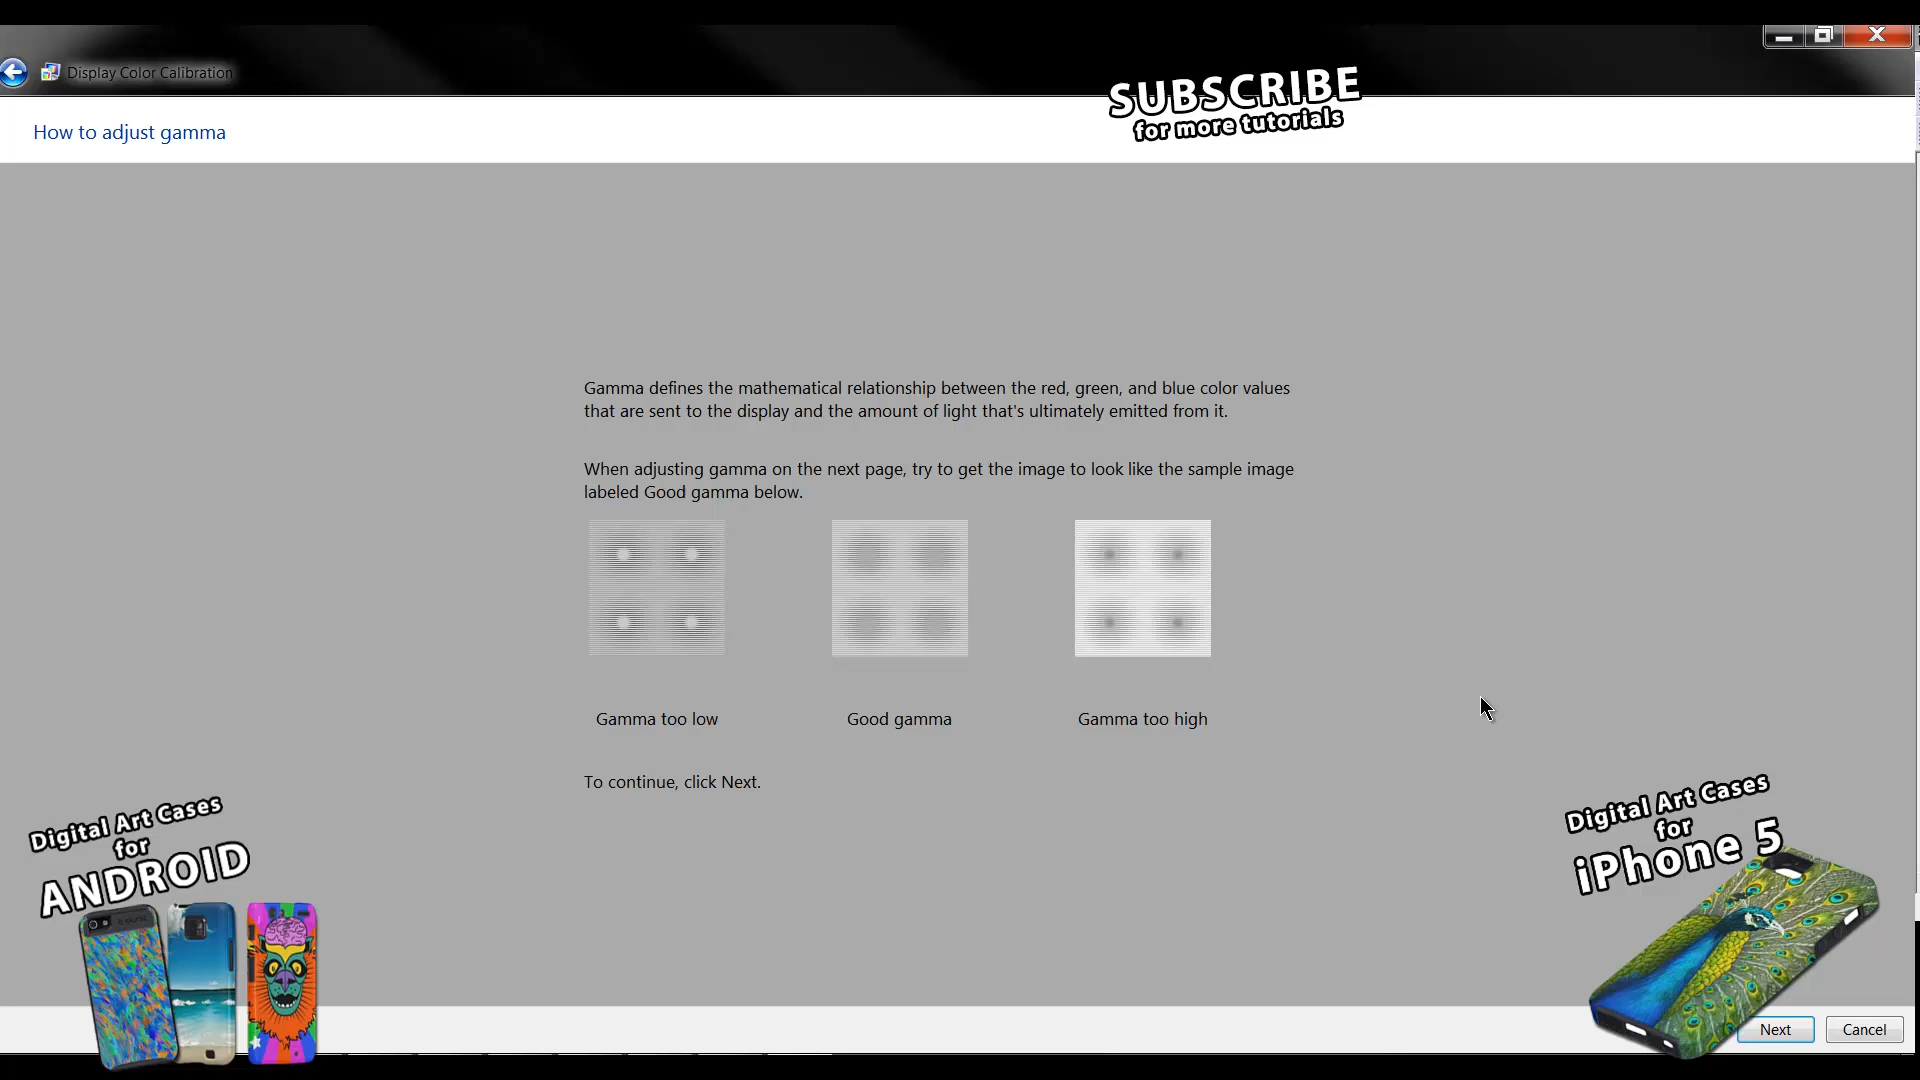 Display Color Calibration
SUBSCRIBE
for more tutorials
How to adjust gamma
Gamma defines the mathematical relationship between the red, green, and blue color values
that are sent to the display and the amount of light that's ultimately emitted from it.
When adjusting gamma on the next page, try to get the image to look like the sample image
labeled Good gamma below.
Gamma too low
Good gamma
Gamma too high
To continue, click Next.
Digital Art Cases
for
ANDROID
Digital Art Cases
for
iPhone 5
Next
Cancel